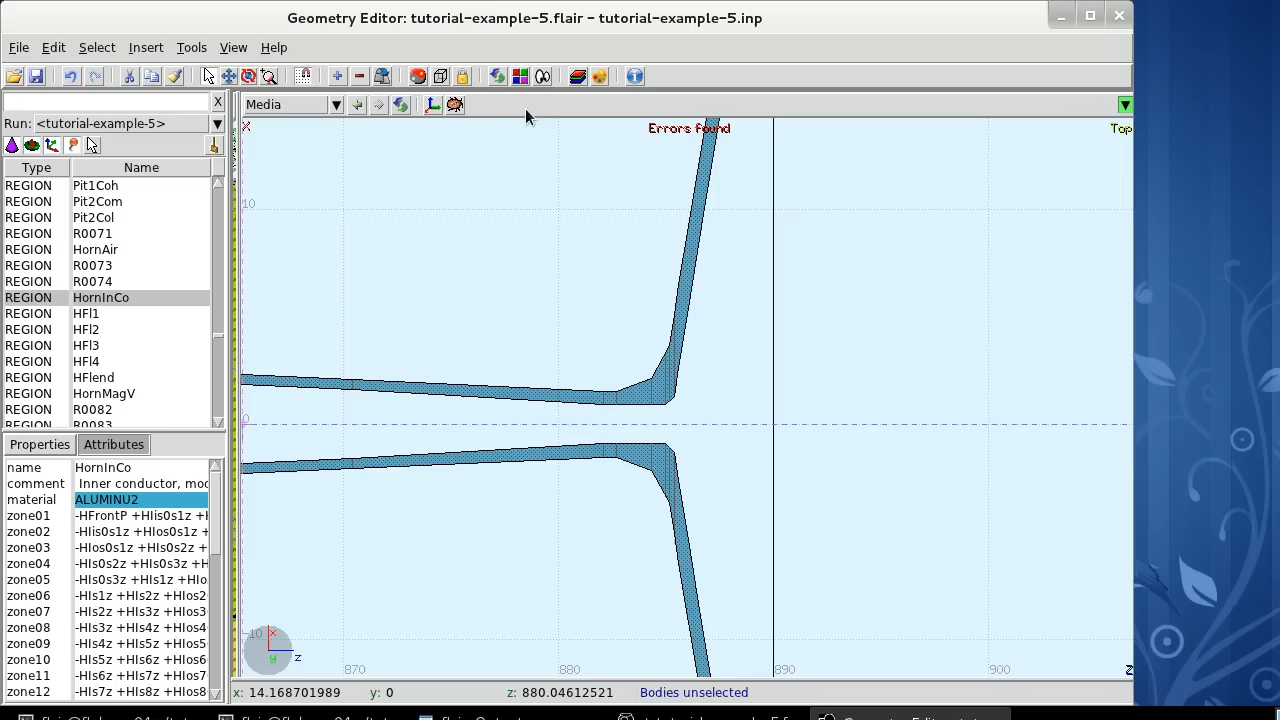 Geometry Editor: tutorial-example-5.flair - tutorial-example-5.inp
File Edit Select Insert Tools View Help
Media
X
Run: <tutorial-example-5>
Type Name
REGION Pit1Coh
REGION Pit2Com
REGION Pit2Col
REGION R0071
REGION HornAir
REGION R0073
REGION R0074
REGION HornInCo
REGION HFl1
REGION HFl2
REGION HFl3
REGION HFl4
REGION HFlend
REGION HornMagV
REGION R0082
REGION R0083
Properties Attributes
name HornInCo
comment Inner conductor, mod
material ALUMINU2
zone01 -HFrontP +HIis0s1z +H
zone02 -HIis0s1z +HIos0s1z +
zone03 -HIos0s1z +HIs0s2z +
zone04 -HIs0s2z +HIs0s3z +H
zone05 -HIs0s3z +HIs1z +HIo
zone06 -HIs1z +HIs2z +HIos2
zone07 -HIs2z +HIs3z +HIos3
zone08 -HIs3z +HIs4z +HIos4
zone09 -HIs4z +HIs5z +HIos5
zone10 -HIs5z +HIs6z +HIos6
zone11 -HIs6z +HIs7z +HIos7
zone12 -HIs7z +HIs8z +HIos8
X
Errors found
Top
10
0
-10
870
880
890
900
Z
x
y
z
x: 14.168701989 y: 0 z: 880.04612521 Bodies unselected